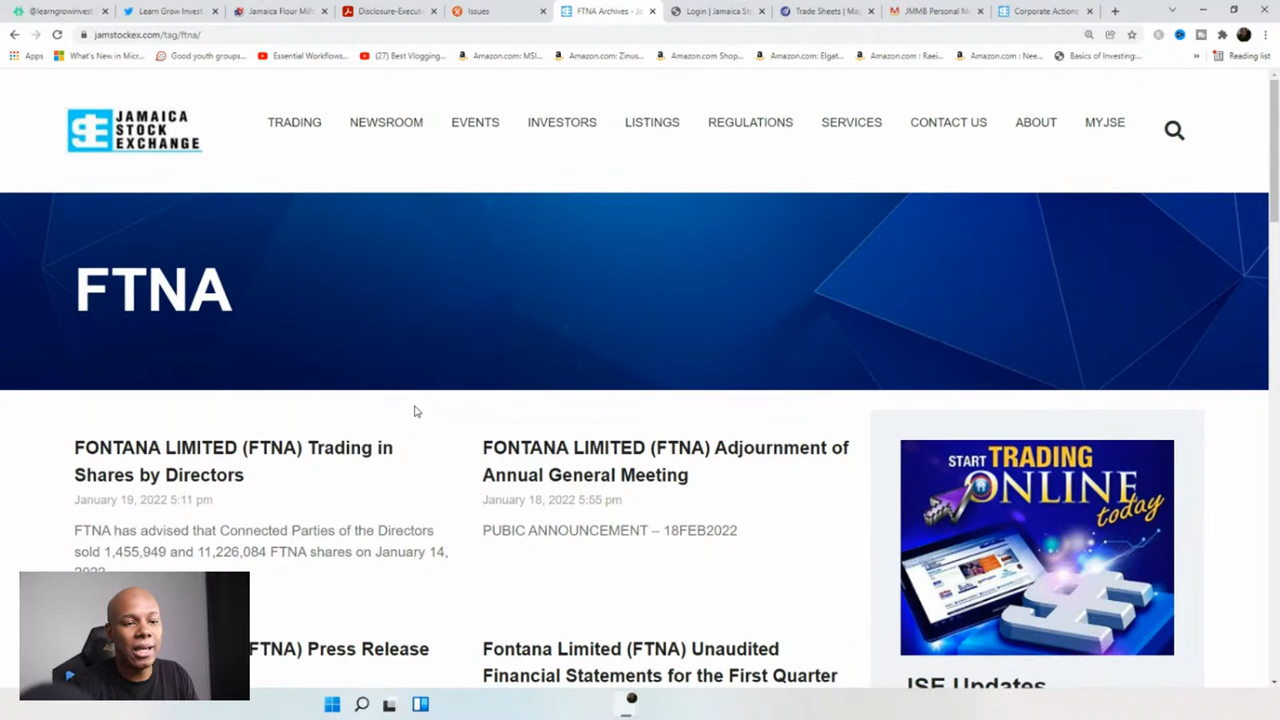 @learngrowinvest
Learn Grow Invest
Jamaica Flour Mills
Disclosure-Execut
Issues
FTNA Archives - Ja
Login | Jamaica St
Trade Sheets | Ma
JMMB Personal M
Corporate Actions
jamstockex.com/tag/ftna/
Apps
What's New in Micr...
Good youth groups...
Essential Workflows...
(27) Best Vlogging...
Amazon.com: MSI...
Amazon.com: Zinus...
Amazon.com Shop...
Amazon.com: Elgat...
Amazon.com : Raei...
Amazon.com : Nee...
Basics of Investing:...
Reading list
JAMAICA
STOCK
EXCHANGE
TRADING
NEWSROOM
EVENTS
INVESTORS
LISTINGS
REGULATIONS
SERVICES
CONTACT US
ABOUT
MYJSE
FTNA
FONTANA LIMITED (FTNA) Trading in
Shares by Directors
January 19, 2022 5:11 pm
FTNA has advised that Connected Parties of the Directors
sold 1,455,949 and 11,226,084 FTNA shares on January 14,
2022
FONTANA LIMITED (FTNA) Adjournment of
Annual General Meeting
January 18, 2022 5:55 pm
PUBIC ANNOUNCEMENT – 18FEB2022
(FTNA) Press Release
Fontana Limited (FTNA) Unaudited
Financial Statements for the First Quarter
START TRADING
ONLINE
today
JSE Updates